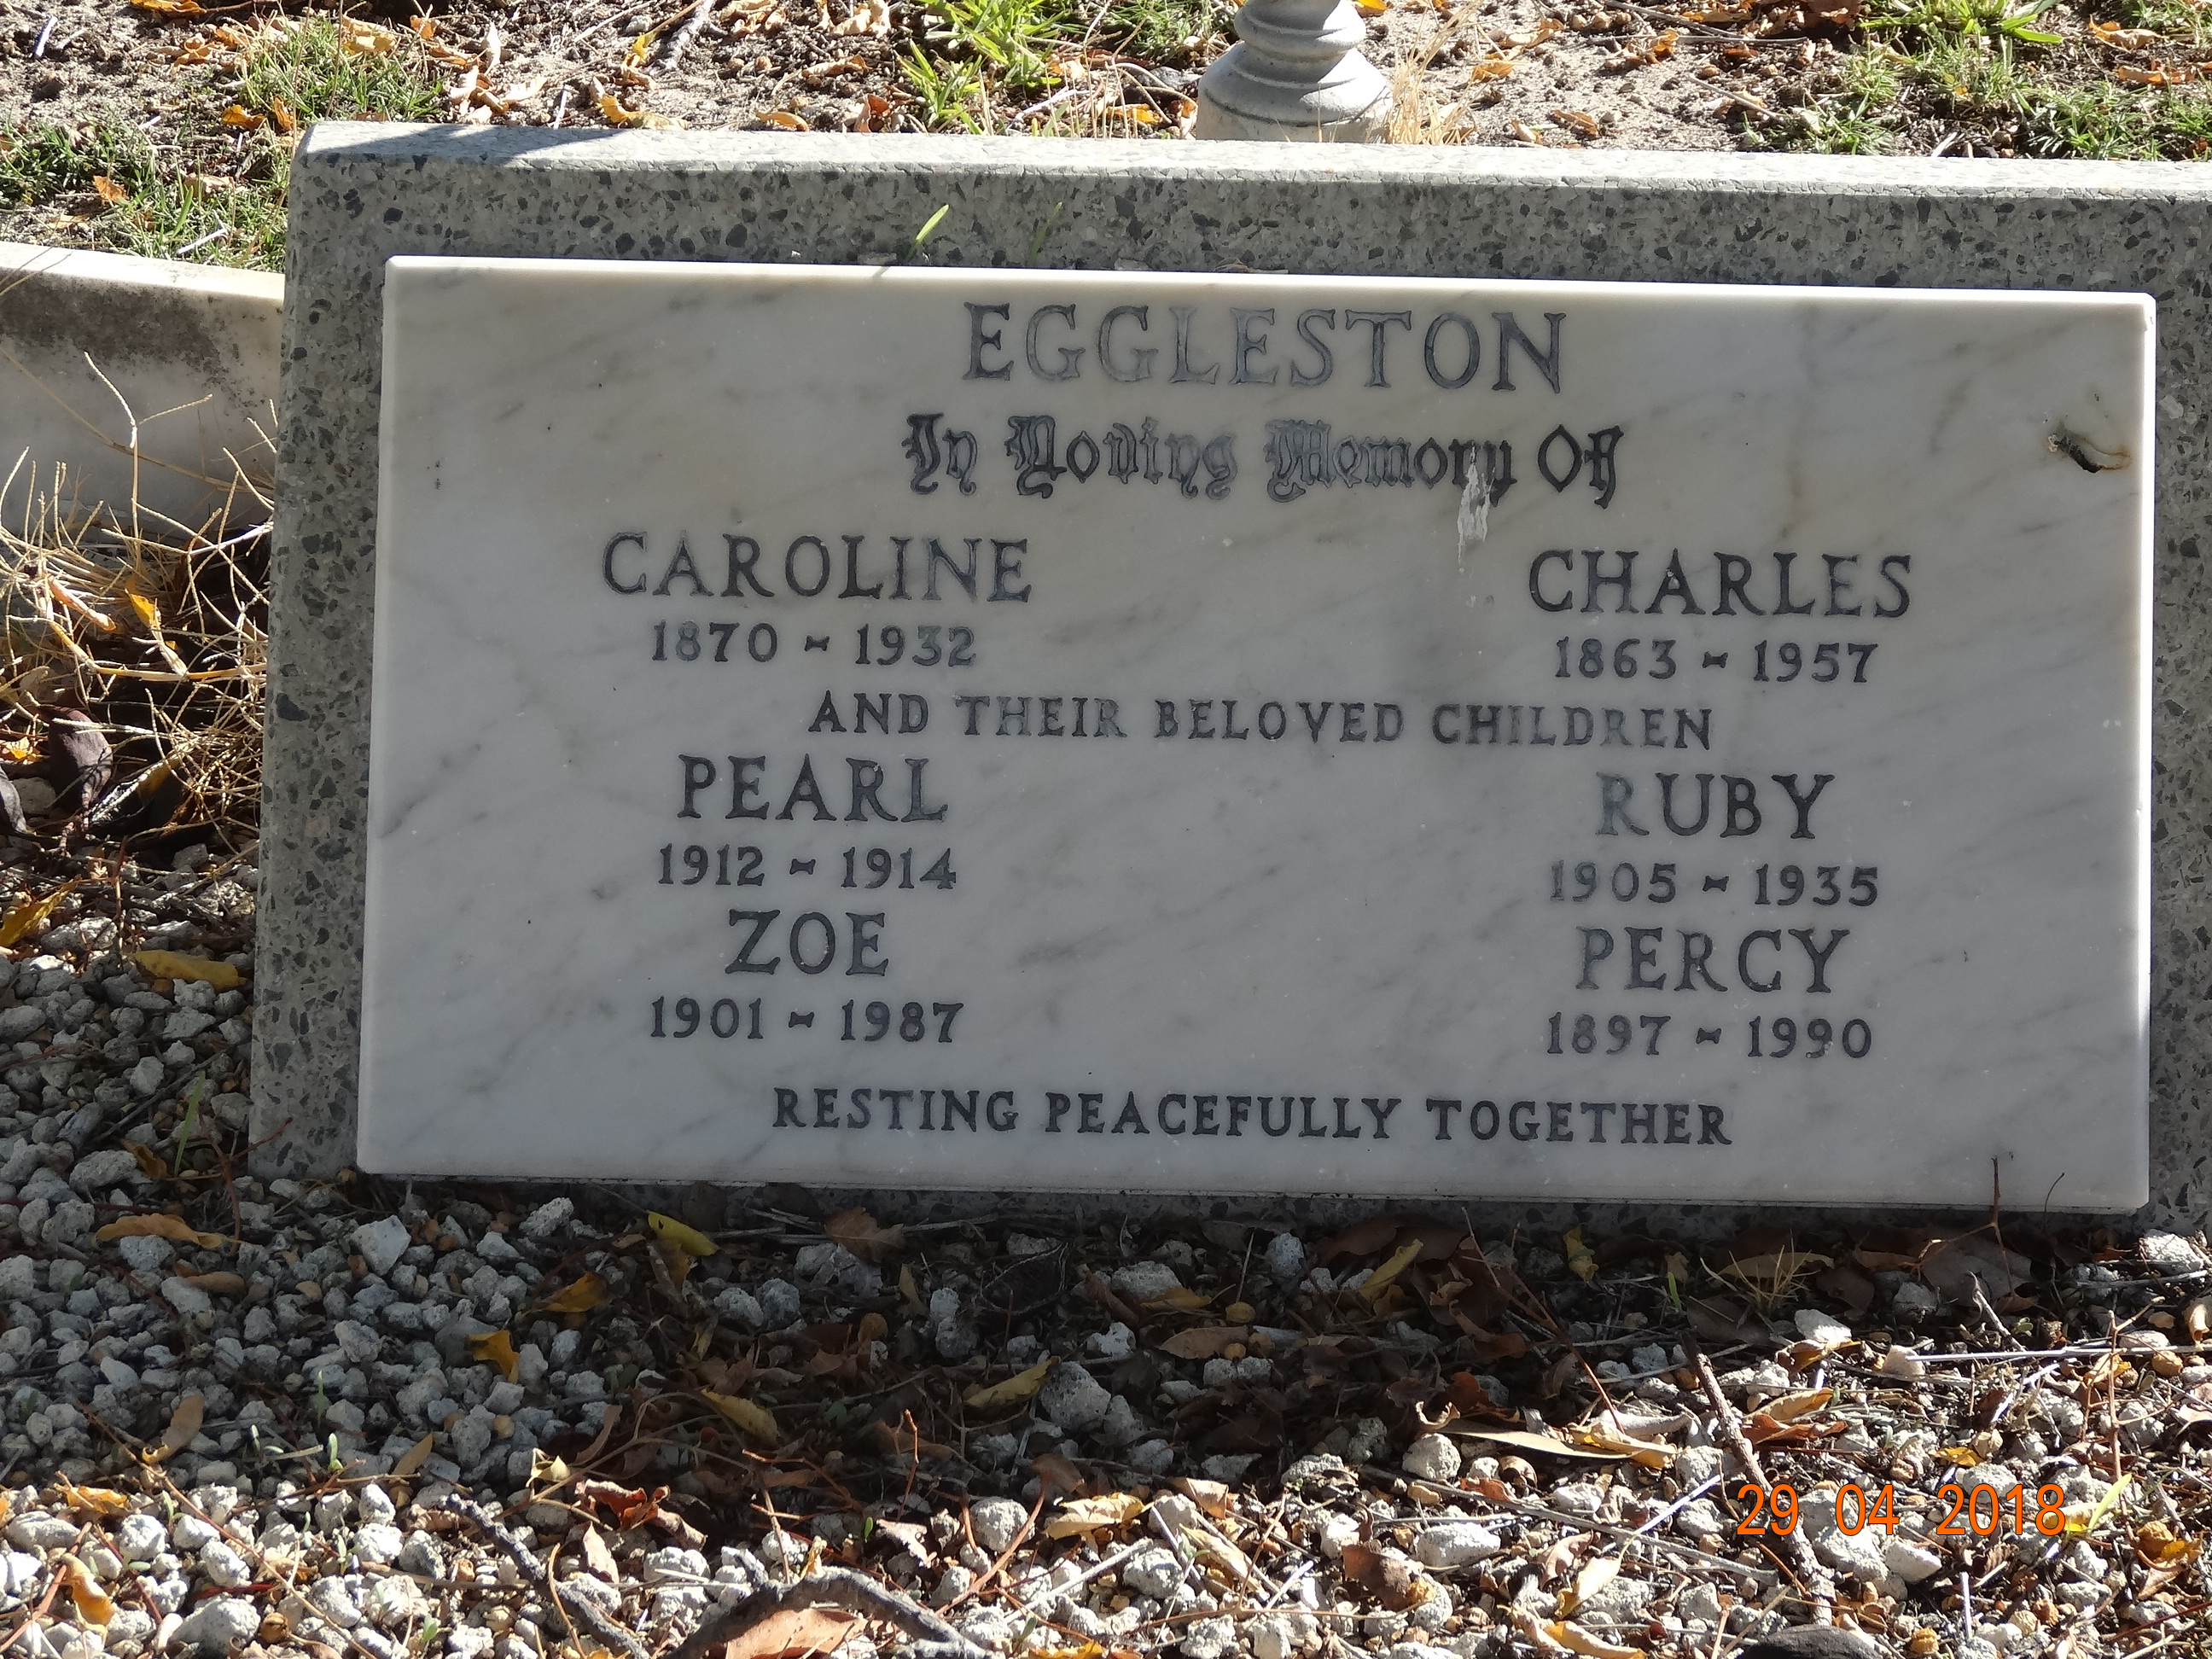 EGGLESTON
In Loving Memory Of
CAROLINE CHARLES
1870 - 1932 1863 - 1957
AND THEIR BELOVED CHILDREN
PEARL RUBY
1912 - 1914 1905 - 1935
ZOE PERCY
1901 - 1987 1897 - 1990
RESTING PEACEFULLY TOGETHER
29 04 2018